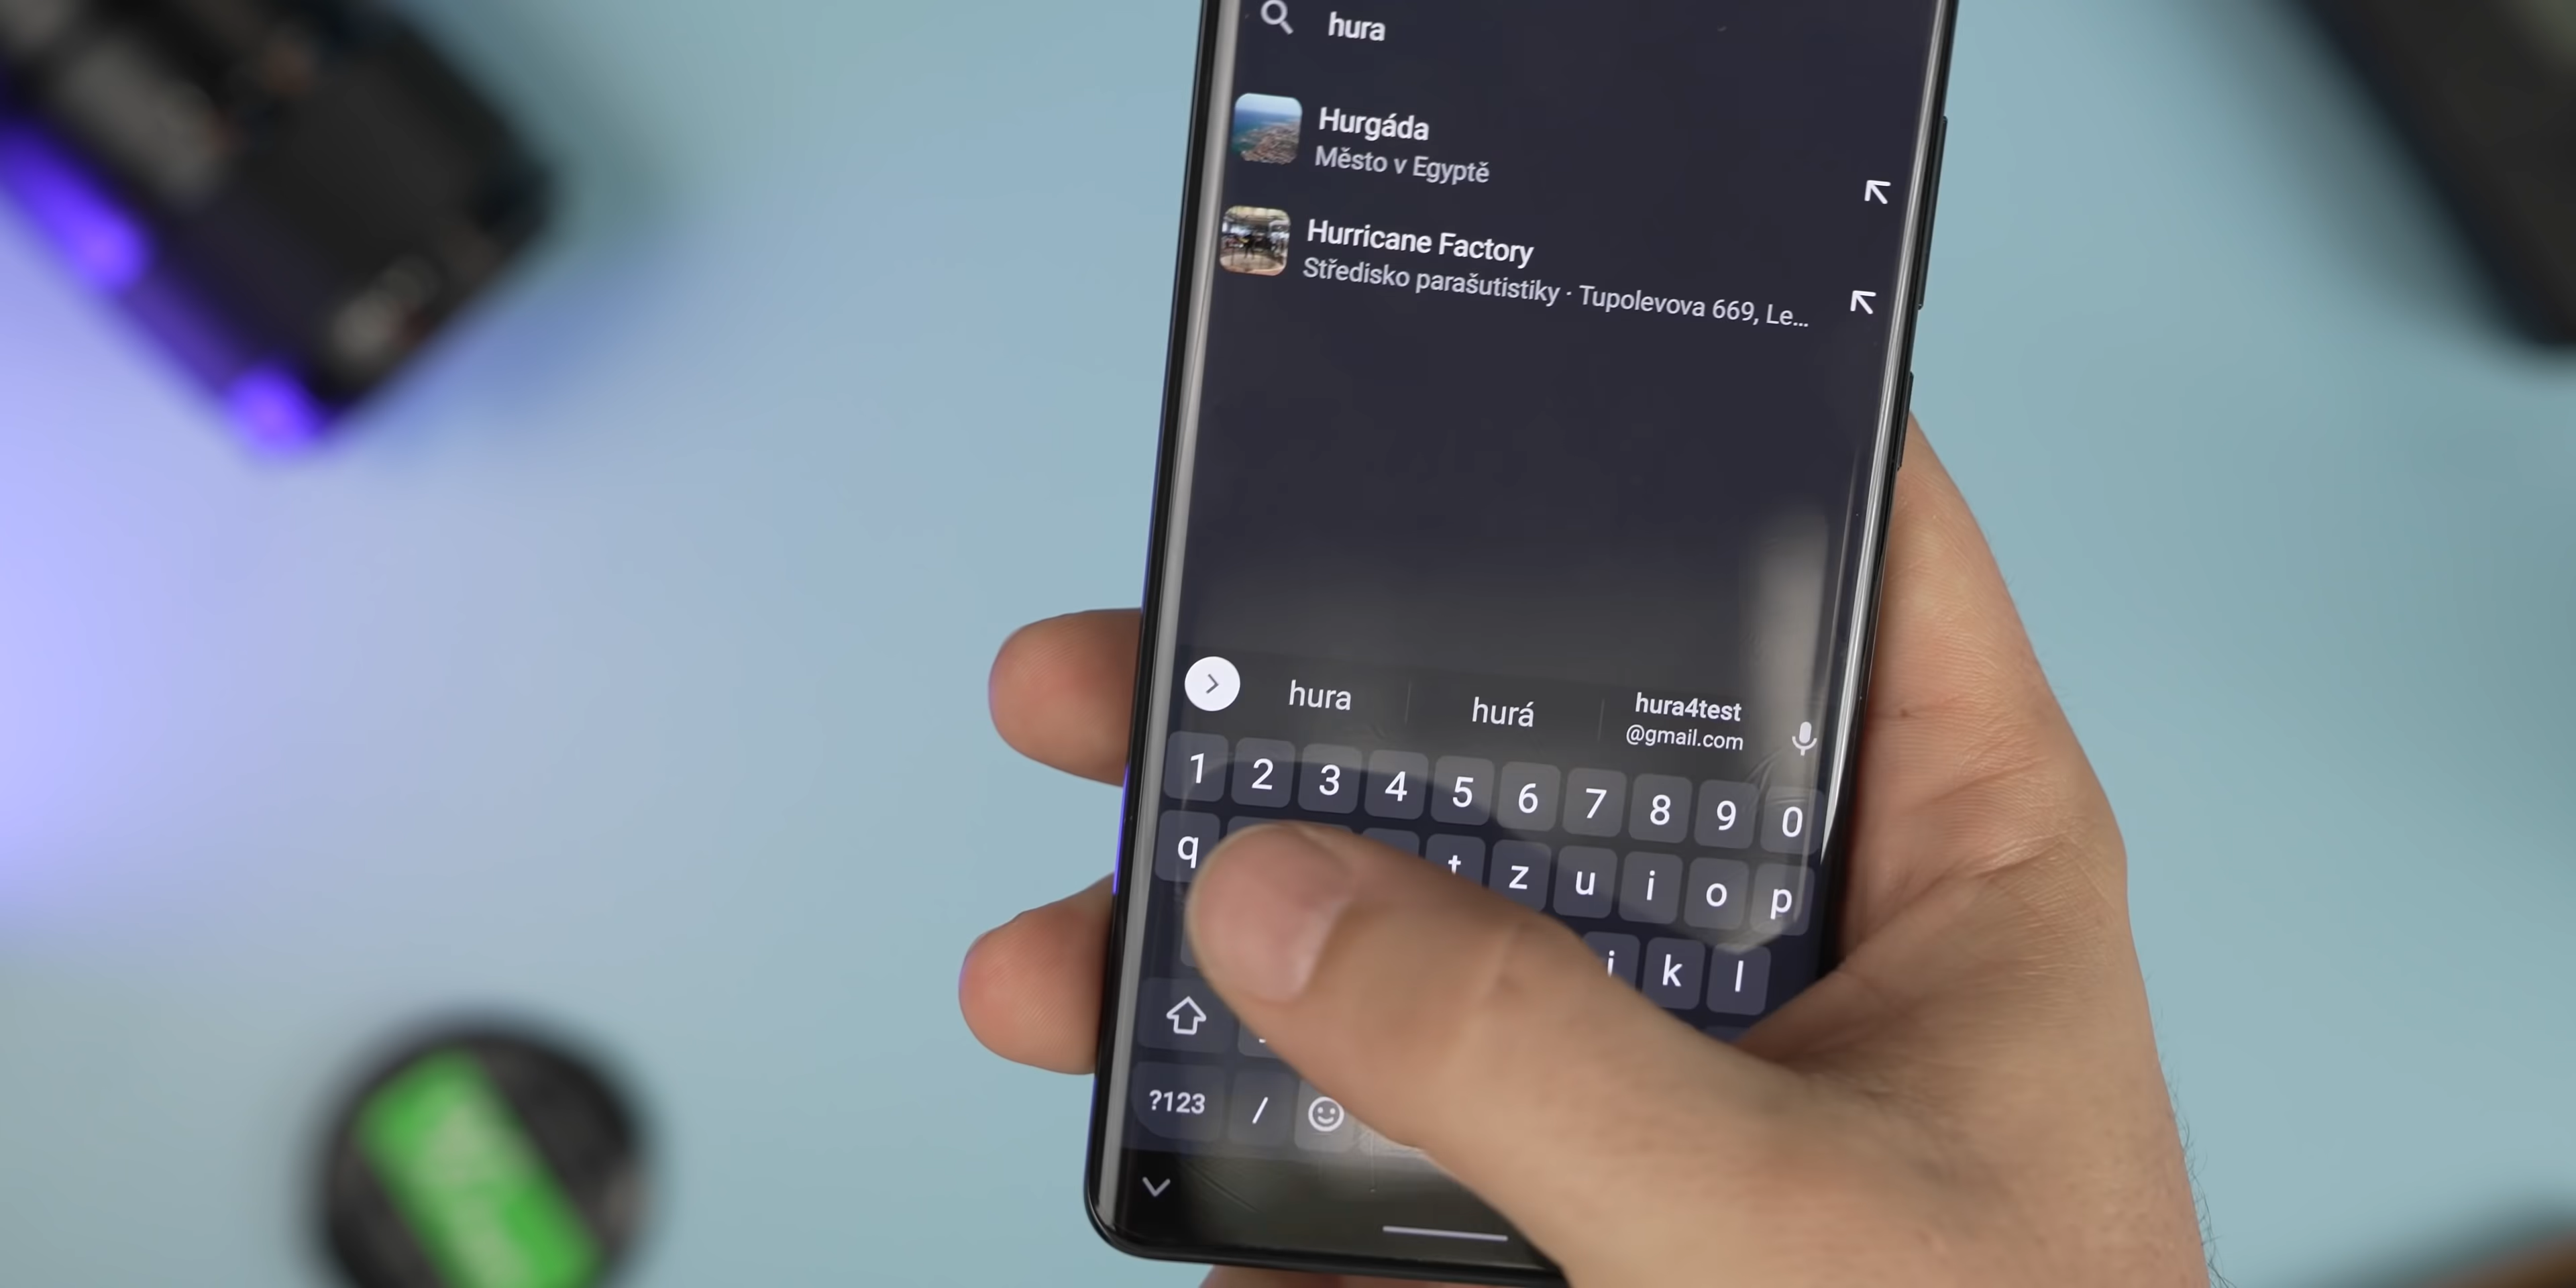 hura
Hurgáda
Město v Egyptě
Hurricane Factory
Středisko parašutistiky · Tupolevova 669, Le...
hura
hurá
hura4test
@gmail.com
1 2 3 4 5 6 7 8 9 0
q t z u i o p
j k l
?123 /